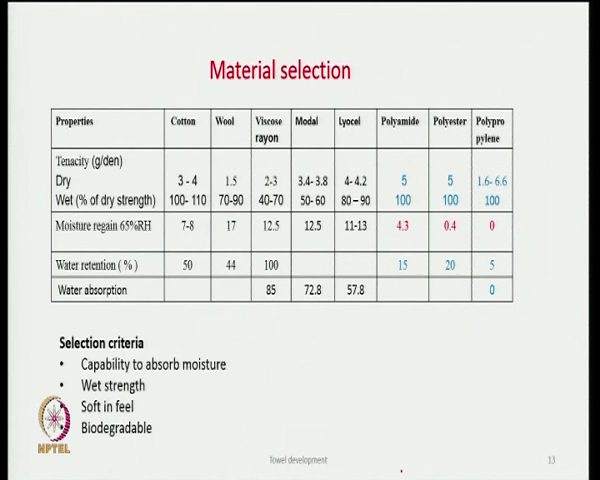 Material selection
Properties Cotton Wool Viscose rayon Modal Lyocel Polyamide Polyester Polypro pylene
Tenacity (g/den)
Dry 3 - 4 1.5 2-3 3.4- 3.8 4- 4.2 5 5 1.6- 6.6
Wet (% of dry strength) 100- 110 70-90 40-70 50- 60 80 – 90 100 100 100
Moisture regain 65%RH 7-8 17 12.5 12.5 11-13 4.3 0.4 0
Water retention ( % ) 50 44 100 15 20 5
Water absorption 85 72.8 57.8 0
Selection criteria
• Capability to absorb moisture
• Wet strength
Soft in feel
Biodegradable
NPTEL
Towel development 13